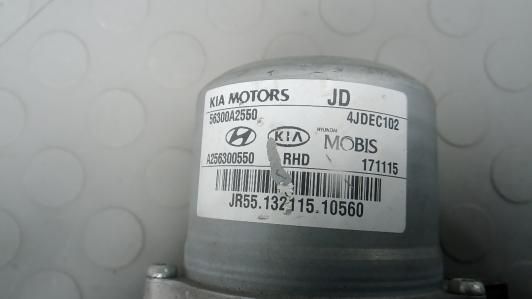 KIA MOTORS JD
56300A2550 4JDEC102
KIA HYUNDAI MOBIS
A256300550 RHD 171115
JR55.132115.10560